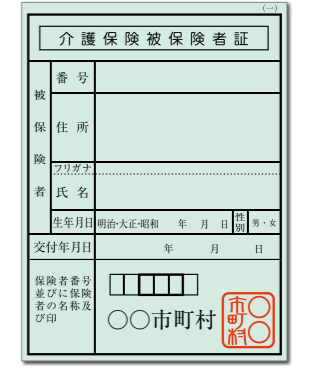 (一)
介護保険被保険者証
被保険者
番号
住所
フリガナ
氏名
生年月日 明治・大正・昭和 年 月 日 性別 男・女
交付年月日 年 月 日
保険者番号
並びに保険
者の名称及
び印
〇〇市町村
〇〇
市町村